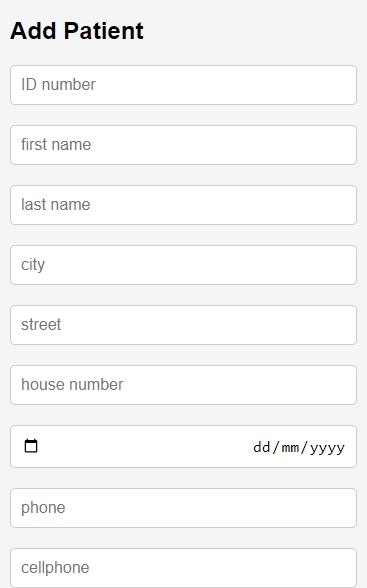 Add Patient
ID number
first name
last name
city
street
house number
dd/mm/yyyy
phone
cellphone